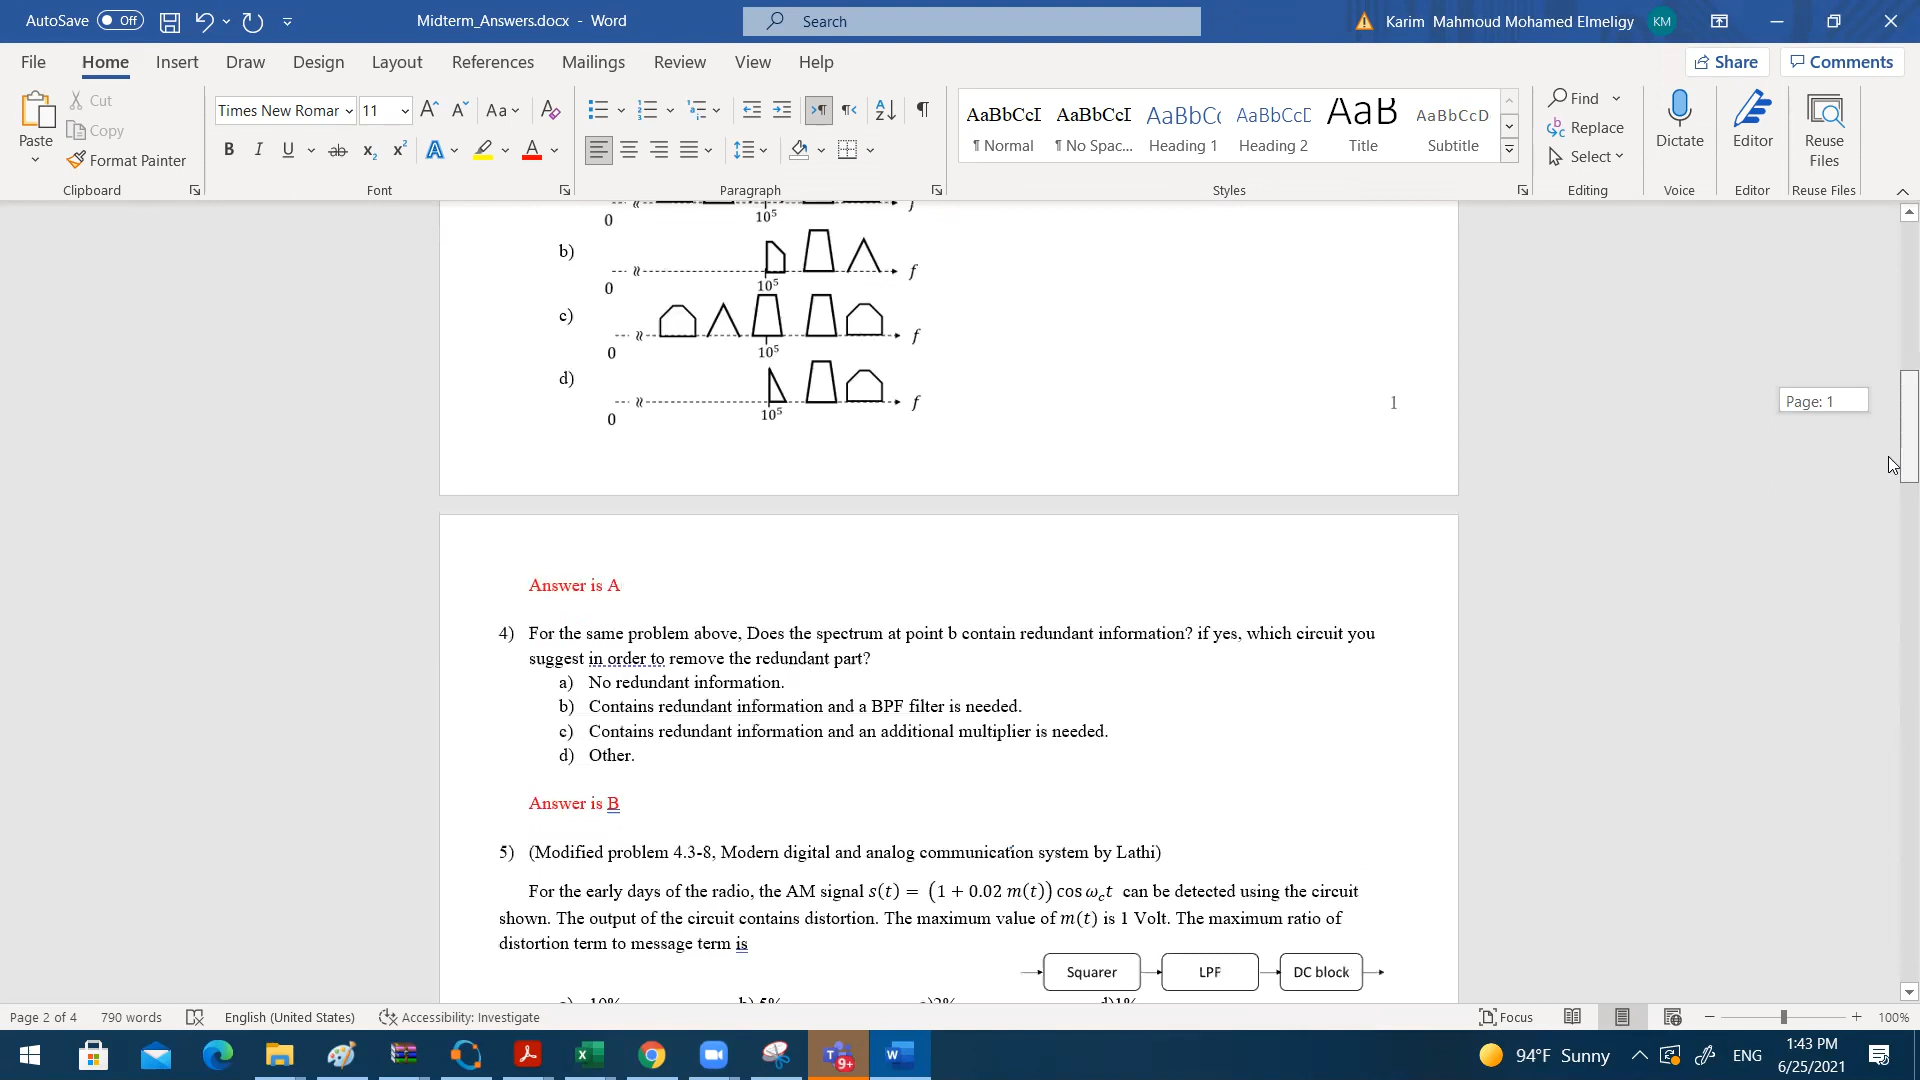 AutoSave Off Midterm_Answers.docx - Word Search Karim Mahmoud Mohamed Elmeligy KM
File Home Insert Draw Design Layout References Mailings Review View Help Share Comments
Paste Cut Copy Format Painter Clipboard
Times New Romar 11 Aa B I U ab x₂ x² A A Font
Paragraph
AaBbCcI AaBbCcI AaBbC( AaBbCcD AaB AaBbCcD
¶ Normal ¶ No Spac... Heading 1 Heading 2 Title Subtitle
Styles
Find Replace Select Editing
Dictate Voice
Editor Editor
Reuse Files Reuse Files
0 10⁵
b) 0 10⁵ f
c) 0 10⁵ f
d) 0 10⁵ f
1
Page: 1
Answer is A
4) For the same problem above, Does the spectrum at point b contain redundant information? if yes, which circuit you
suggest in order to remove the redundant part?
a) No redundant information.
b) Contains redundant information and a BPF filter is needed.
c) Contains redundant information and an additional multiplier is needed.
d) Other.
Answer is B
5) (Modified problem 4.3-8, Modern digital and analog communication system by Lathi)
For the early days of the radio, the AM signal s(t) = (1 + 0.02 m(t)) cos ω_c t can be detected using the circuit
shown. The output of the circuit contains distortion. The maximum value of m(t) is 1 Volt. The maximum ratio of
distortion term to message term is
Squarer LPF DC block
Page 2 of 4 790 words English (United States) Accessibility: Investigate Focus 100%
9+ 94°F Sunny ENG 1:43 PM
6/25/2021